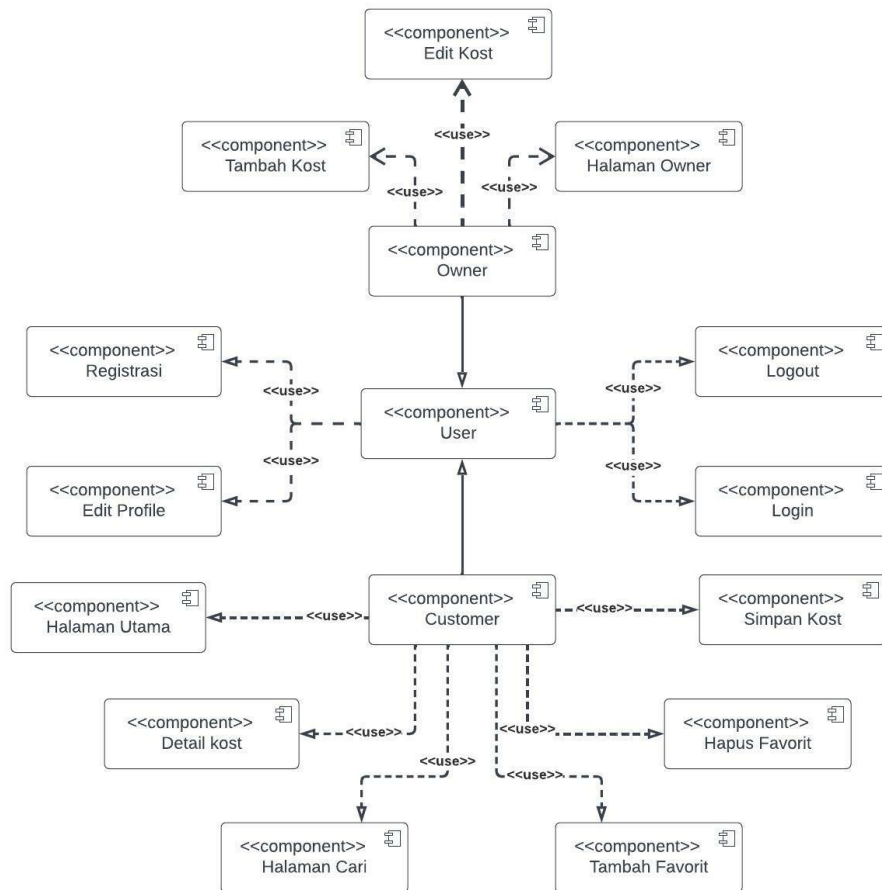 <<component>>
Edit Kost
<<component>>
Tambah Kost
<<use>>
<<component>>
Halaman Owner
<<use>>
<<use>>
<<component>>
Owner
<<component>>
Registrasi
<<component>>
Logout
<<use>>
<<use>>
<<component>>
User
<<use>>
<<use>>
<<component>>
Edit Profile
<<component>>
Login
<<component>>
Halaman Utama
<<use>>
<<component>>
Customer
<<use>>
<<component>>
Simpan Kost
<<component>>
Detail kost
<<use>>
<<use>>
<<component>>
Hapus Favorit
<<use>>
<<use>>
<<component>>
Halaman Cari
<<component>>
Tambah Favorit